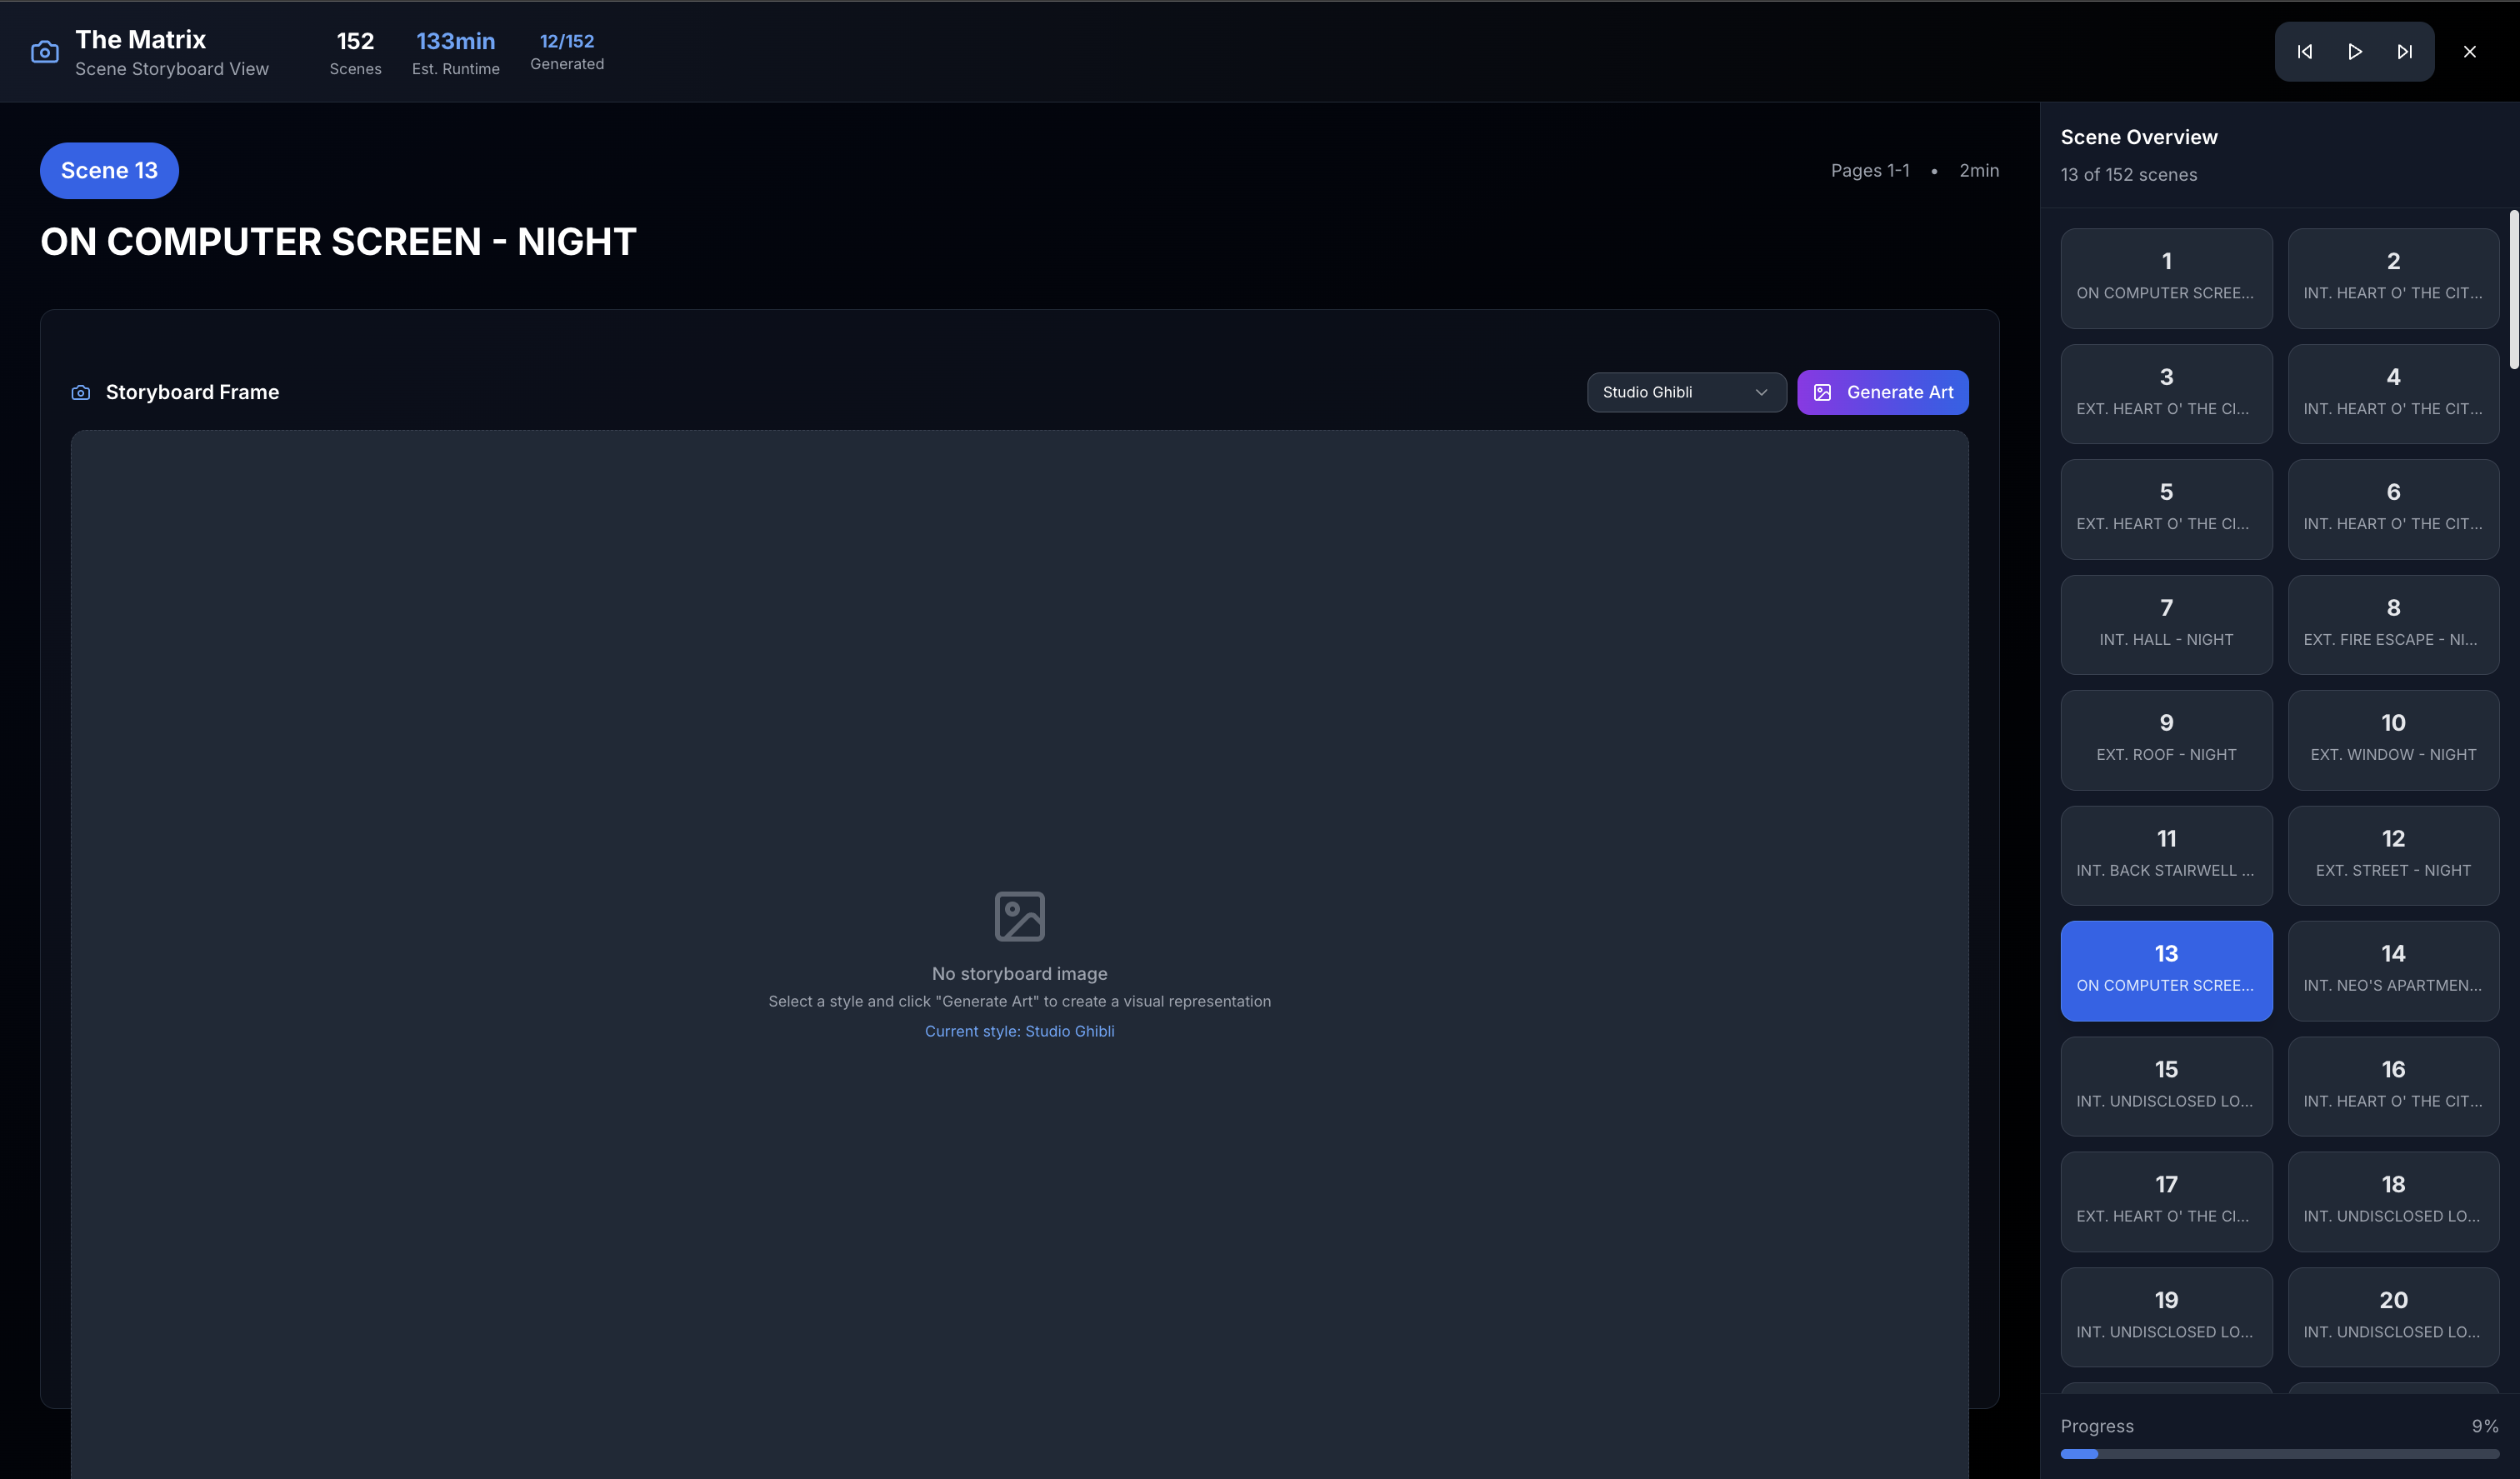 The Matrix
Scene Storyboard View
152
Scenes
133min
Est. Runtime
12/152
Generated
Scene 13
Pages 1-1 • 2min
ON COMPUTER SCREEN - NIGHT
Storyboard Frame
Studio Ghibli
Generate Art
No storyboard image
Select a style and click "Generate Art" to create a visual representation
Current style: Studio Ghibli
Scene Overview
13 of 152 scenes
1
ON COMPUTER SCREE...
2
INT. HEART O' THE CIT...
3
EXT. HEART O' THE CI...
4
INT. HEART O' THE CIT...
5
EXT. HEART O' THE CI...
6
INT. HEART O' THE CIT...
7
INT. HALL - NIGHT
8
EXT. FIRE ESCAPE - NI...
9
EXT. ROOF - NIGHT
10
EXT. WINDOW - NIGHT
11
INT. BACK STAIRWELL ...
12
EXT. STREET - NIGHT
13
ON COMPUTER SCREE...
14
INT. NEO'S APARTMEN...
15
INT. UNDISCLOSED LO...
16
INT. HEART O' THE CIT...
17
EXT. HEART O' THE CI...
18
INT. UNDISCLOSED LO...
19
INT. UNDISCLOSED LO...
20
INT. UNDISCLOSED LO...
Progress
9%